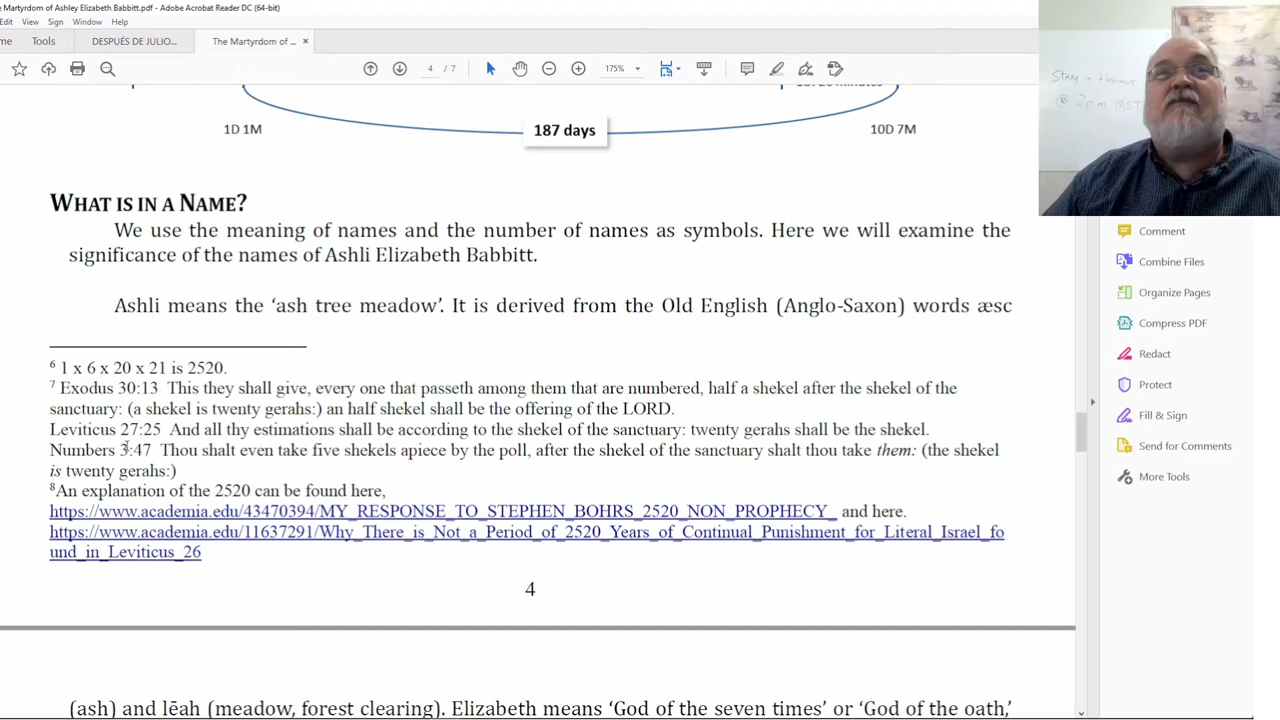 e Martyrdom of Ashley Elizabeth Babbitt.pdf - Adobe Acrobat Reader DC (64-bit)
Edit View Sign Window Help
me Tools DESPUÉS DE JULIO... The Martyrdom of ... ×
4 / 7 175%
187 days
1D 1M 10D 7M
WHAT IS IN A NAME?
We use the meaning of names and the number of names as symbols. Here we will examine the
significance of the names of Ashli Elizabeth Babbitt.
Ashli means the ‘ash tree meadow’. It is derived from the Old English (Anglo-Saxon) words æsc
6 1 x 6 x 20 x 21 is 2520.
7 Exodus 30:13 This they shall give, every one that passeth among them that are numbered, half a shekel after the shekel of the
sanctuary: (a shekel is twenty gerahs:) an half shekel shall be the offering of the LORD.
Leviticus 27:25 And all thy estimations shall be according to the shekel of the sanctuary: twenty gerahs shall be the shekel.
Numbers 3:47 Thou shalt even take five shekels apiece by the poll, after the shekel of the sanctuary shalt thou take them: (the shekel
is twenty gerahs:)
8An explanation of the 2520 can be found here,
https://www.academia.edu/43470394/MY_RESPONSE_TO_STEPHEN_BOHRS_2520_NON_PROPHECY_ and here.
https://www.academia.edu/11637291/Why_There_is_Not_a_Period_of_2520_Years_of_Continual_Punishment_for_Literal_Israel_fo
und_in_Leviticus_26
4
(ash) and lēah (meadow, forest clearing). Elizabeth means ‘God of the seven times’ or ‘God of the oath,’
@ 2p.m MST
Comment
Combine Files
Organize Pages
Compress PDF
Redact
Protect
Fill & Sign
Send for Comments
More Tools